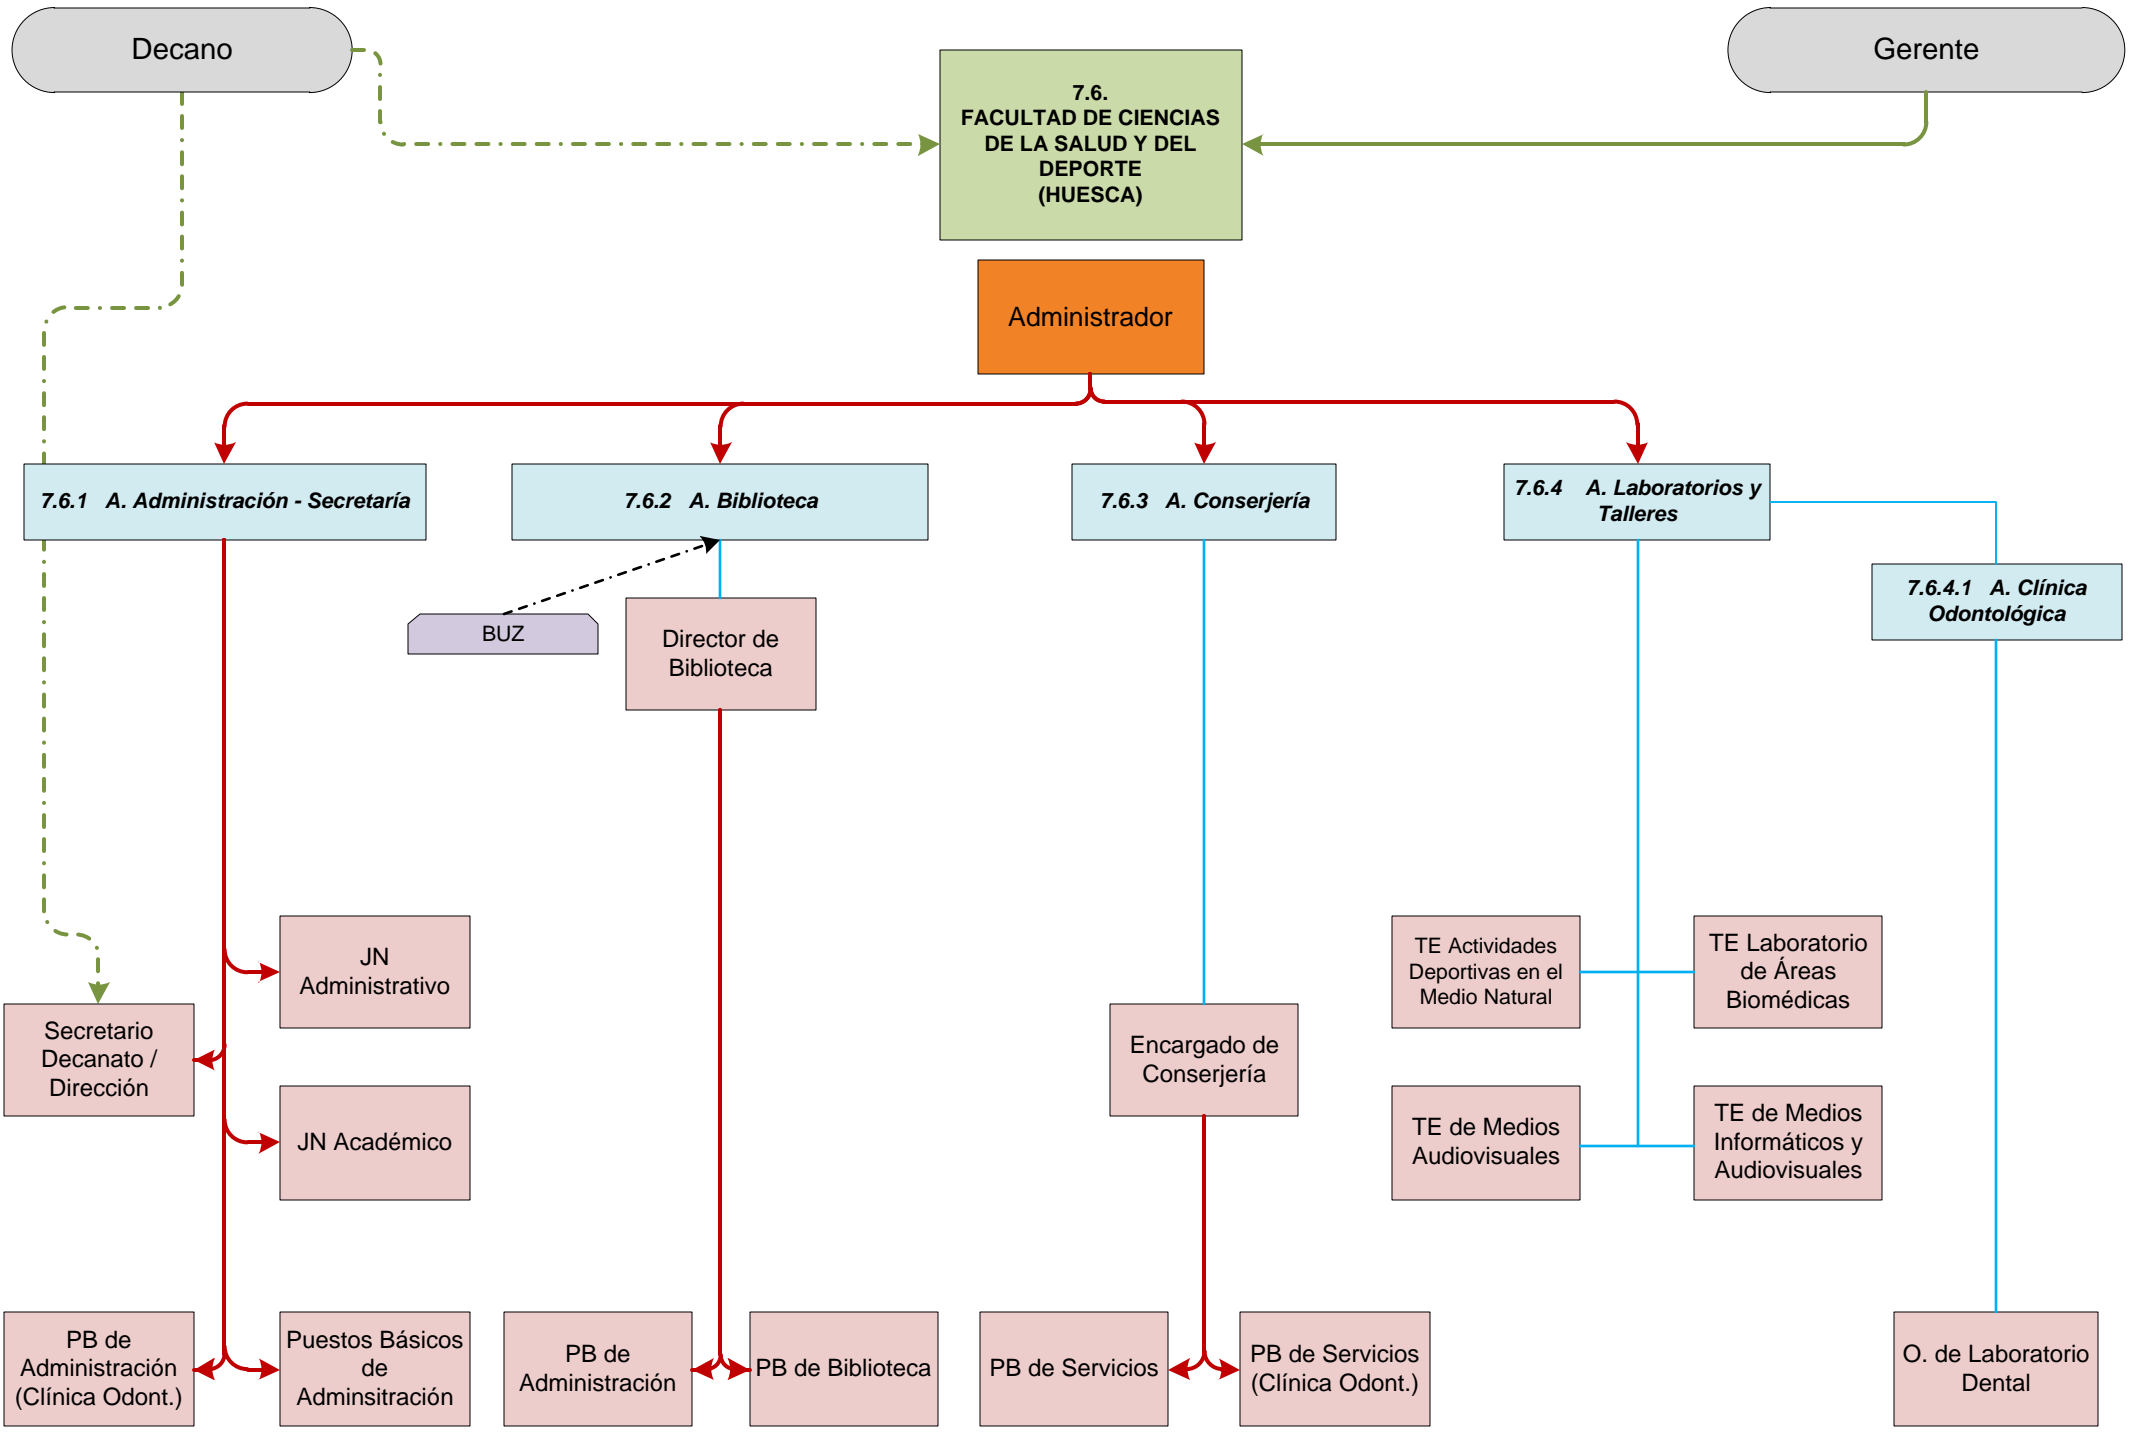 Decano
7.6.
FACULTAD DE CIENCIAS
DE LA SALUD Y DEL
DEPORTE
(HUESCA)
Gerente
Administrador
7.6.1 A. Administración - Secretaría
7.6.2 A. Biblioteca
7.6.3 A. Conserjería
7.6.4 A. Laboratorios y
Talleres
7.6.4.1 A. Clínica
Odontológica
BUZ
Director de
Biblioteca
JN
Administrativo
Secretario
Decanato /
Dirección
JN Académico
Encargado de
Conserjería
TE Actividades
Deportivas en el
Medio Natural
TE Laboratorio
de Áreas
Biomédicas
TE de Medios
Audiovisuales
TE de Medios
Informáticos y
Audiovisuales
PB de
Administración
(Clínica Odont.)
Puestos Básicos
de
Adminsitración
PB de
Administración
PB de Biblioteca
PB de Servicios
PB de Servicios
(Clínica Odont.)
O. de Laboratorio
Dental